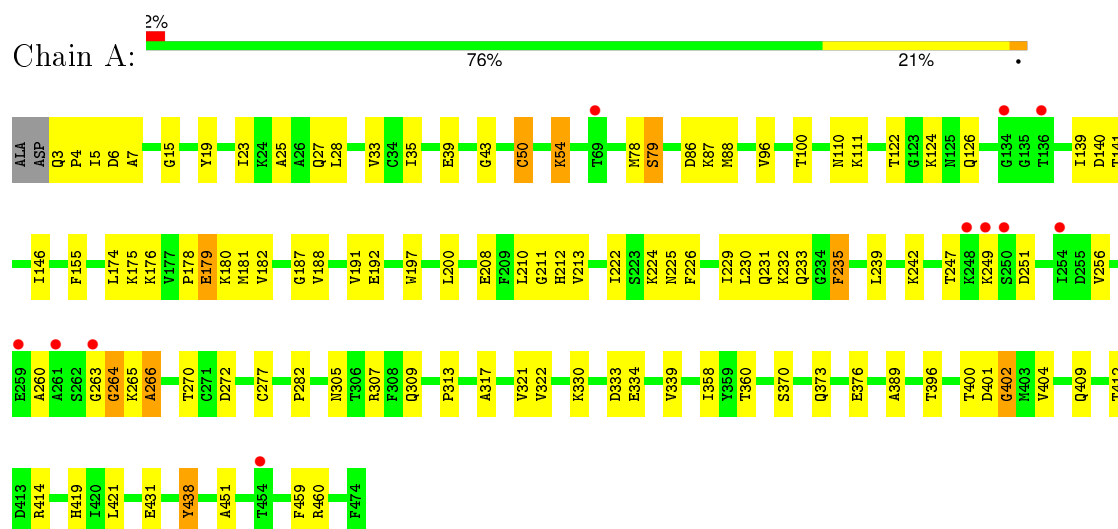 2%
Chain A:
76% 21% •
ALA ASP Q3 P4 I5 D6 A7 G15 Y19 I23 K24 A25 A26 Q27 L28 V33 C34 I35 E39 G43 C50 K54 T69 M78 S79 D86 K87 M88 V96 T100 N110 K111 T122 G123 K124 N125 Q126 G134 G135 T136 I139 D140 T141
I146 F155 L174 K175 K176 V177 P178 E179 K180 M181 V182 G187 V188 V191 E192 W197 L200 E208 F209 L210 G211 H212 V213 I222 S223 K224 N225 F226 I229 L230 Q231 K232 Q233 G234 F235 L239 K242 T247 K248 K249 S250 D251 I254 D255 V256
E259 A260 A261 S262 G263 G264 K265 A266 T270 C271 D272 C277 P282 N305 T306 R307 F308 Q309 P313 A317 V321 V322 K330 D333 E334 V339 I358 Y359 T360 S370 Q373 E376 A389 T396 T400 D401 G402 M403 V404 Q409 T412
D413 R414 H419 I420 L421 E431 Y438 A451 T454 F459 R460 F474